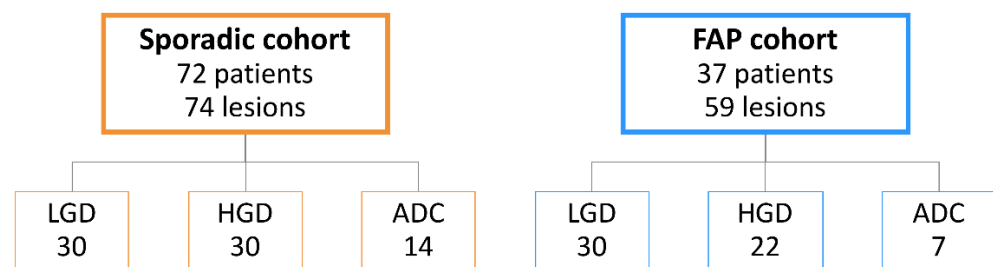 Sporadic cohort
72 patients
74 lesions
LGD
30
HGD
30
ADC
14
FAP cohort
37 patients
59 lesions
LGD
30
HGD
22
ADC
7